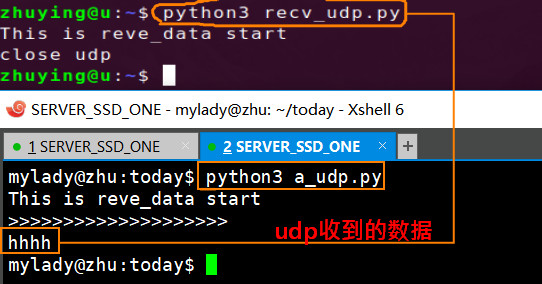 zhuying@u:~$ python3 recv_udp.py
This is reve_data start
close udp
zhuying@u:~$
SERVER_SSD_ONE - mylady@zhu: ~/today - Xshell 6
1 SERVER_SSD_ONE × 2 SERVER_SSD_ONE × +
mylady@zhu:today$ python3 a_udp.py
This is reve_data start
>>>>>>>>>>>>>>>>>>>>
hhhh
udp收到的数据
mylady@zhu:today$